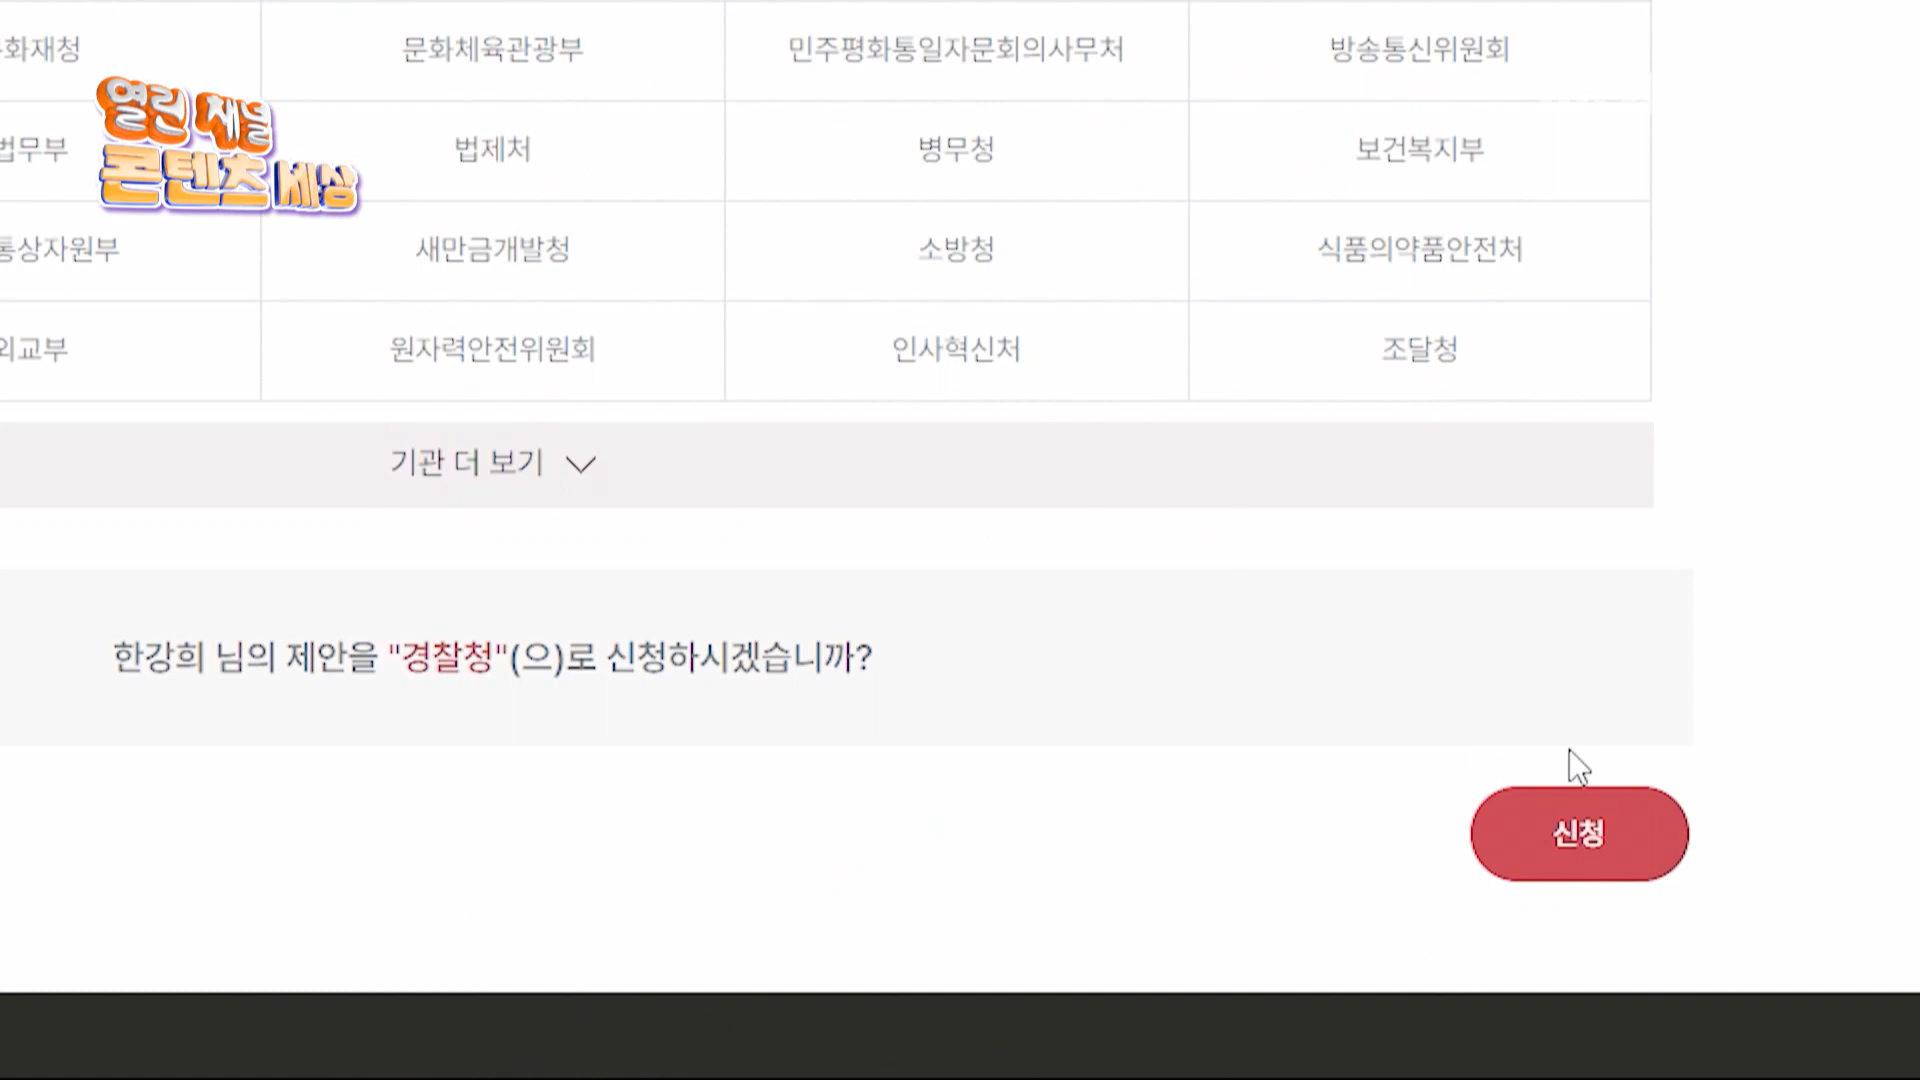 화재청 문화체육관광부 민주평화통일자문회의사무처 방송통신위원회
열린 채널
콘텐츠 세상
법무부 법제처 병무청 보건복지부
통상자원부 새만금개발청 소방청 식품의약품안전처
외교부 원자력안전위원회 인사혁신처 조달청
기관 더 보기
한강희 님의 제안을 "경찰청"(으)로 신청하시겠습니까?
신청